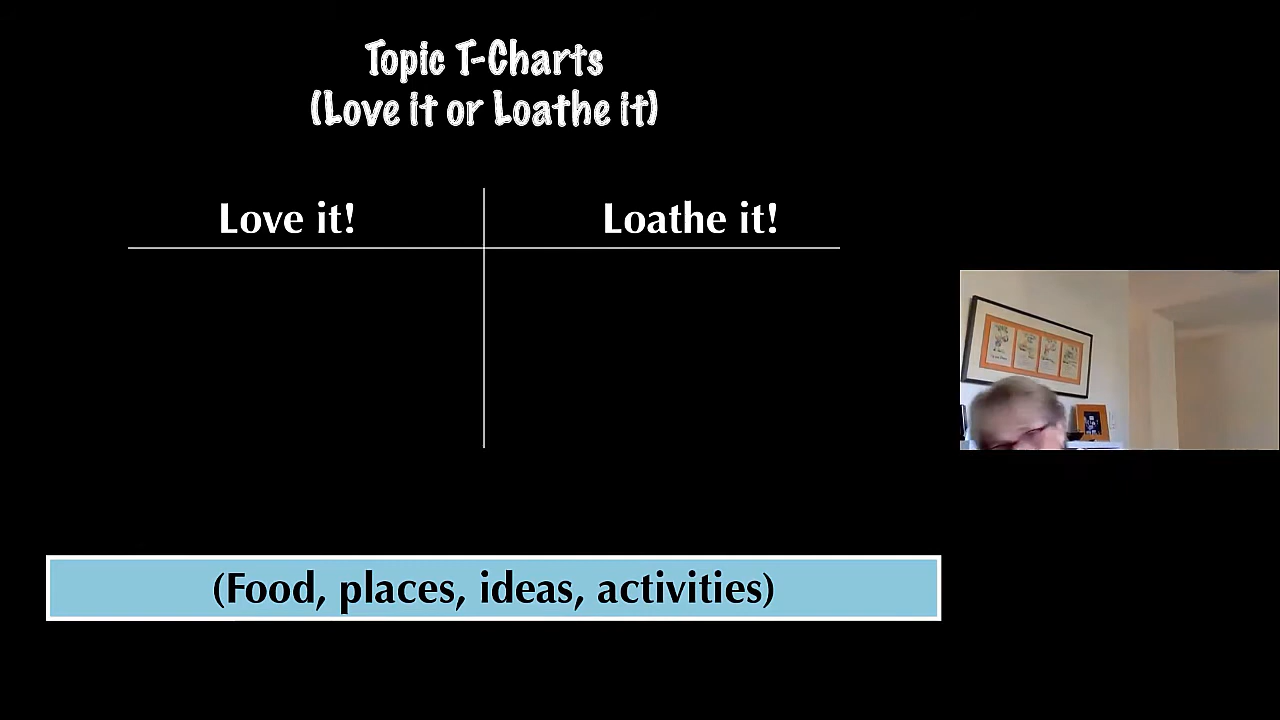 Topic T-Charts
(Love it or Loathe it)
Love it!
Loathe it!
(Food, places, ideas, activities)